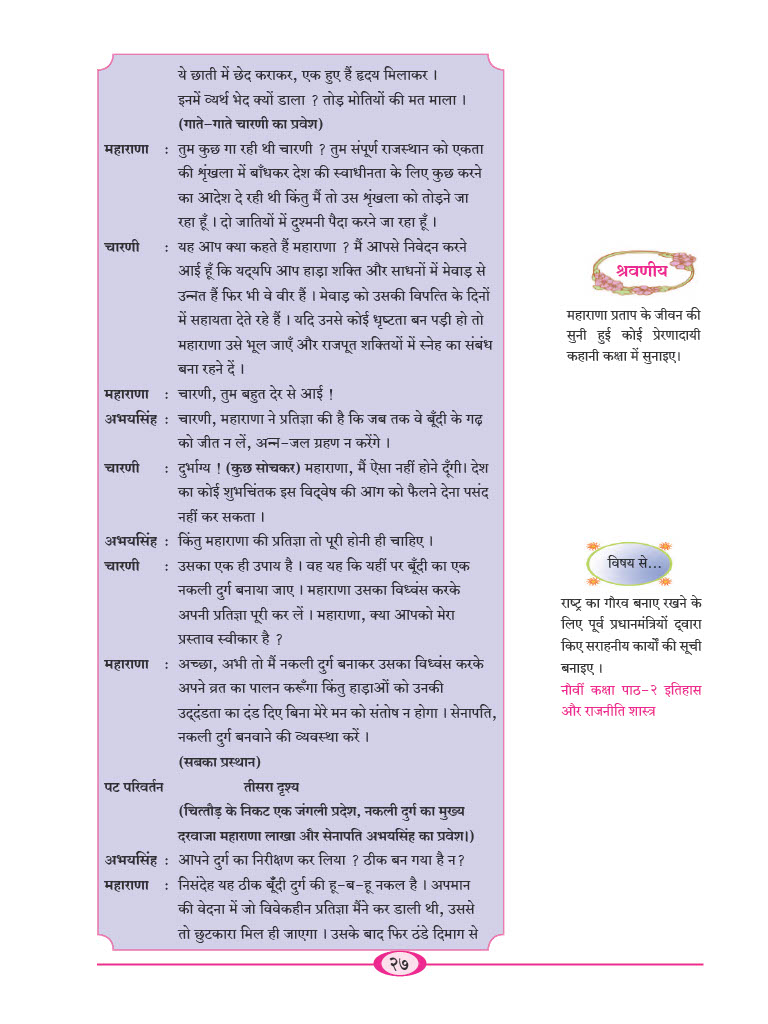 ये छाती में छेद कराकर, एक हुए हैं हृदय मिलाकर ।
इनमें व्यर्थ भेद क्यों डाला ? तोड़ मोतियों की मत माला ।
(गाते-गाते चारणी का प्रवेश)
महाराणा : तुम कुछ गा रही थी चारणी ? तुम संपूर्ण राजस्थान को एकता
की शृंखला में बाँधकर देश की स्वाधीनता के लिए कुछ करने
का आदेश दे रही थी किंतु मैं तो उस शृंखला को तोड़ने जा
रहा हूँ । दो जातियों में दुश्मनी पैदा करने जा रहा हूँ ।
चारणी : यह आप क्या कहते हैं महाराणा ? मैं आपसे निवेदन करने
आई हूँ कि यद्यपि आप हाड़ा शक्ति और साधनों में मेवाड़ से
उन्नत हैं फिर भी वे वीर हैं । मेवाड़ को उसकी विपत्ति के दिनों
में सहायता देते रहे हैं । यदि उनसे कोई धृष्टता बन पड़ी हो तो
महाराणा उसे भूल जाएँ और राजपूत शक्तियों में स्नेह का संबंध
बना रहने दें ।
महाराणा : चारणी, तुम बहुत देर से आई !
अभयसिंह : चारणी, महाराणा ने प्रतिज्ञा की है कि जब तक वे बूँदी के गढ़
को जीत न लें, अन्न-जल ग्रहण न करेंगे ।
चारणी : दुर्भाग्य ! (कुछ सोचकर) महाराणा, मैं ऐसा नहीं होने दूँगी। देश
का कोई शुभचिंतक इस विद्वेष की आग को फैलने देना पसंद
नहीं कर सकता ।
अभयसिंह : किंतु महाराणा की प्रतिज्ञा तो पूरी होनी ही चाहिए ।
चारणी : उसका एक ही उपाय है । वह यह कि यहीं पर बूँदी का एक
नकली दुर्ग बनाया जाए । महाराणा उसका विध्वंस करके
अपनी प्रतिज्ञा पूरी कर लें । महाराणा, क्या आपको मेरा
प्रस्ताव स्वीकार है ?
महाराणा : अच्छा, अभी तो मैं नकली दुर्ग बनाकर उसका विध्वंस करके
अपने व्रत का पालन करूँगा किंतु हाड़ाओं को उनकी
उद्दंडता का दंड दिए बिना मेरे मन को संतोष न होगा । सेनापति,
नकली दुर्ग बनवाने की व्यवस्था करें ।
(सबका प्रस्थान)
पट परिवर्तन तीसरा दृश्य
(चित्तौड़ के निकट एक जंगली प्रदेश, नकली दुर्ग का मुख्य
दरवाजा महाराणा लाखा और सेनापति अभयसिंह का प्रवेश।)
अभयसिंह : आपने दुर्ग का निरीक्षण कर लिया ? ठीक बन गया है न?
महाराणा : निसंदेह यह ठीक बूँदी दुर्ग की हू-ब-हू नकल है । अपमान
की वेदना में जो विवेकहीन प्रतिज्ञा मैंने कर डाली थी, उससे
तो छुटकारा मिल ही जाएगा । उसके बाद फिर ठंडे दिमाग से
श्रवणीय
महाराणा प्रताप के जीवन की
सुनी हुई कोई प्रेरणादायी
कहानी कक्षा में सुनाइए।
विषय से...
राष्ट्र का गौरव बनाए रखने के
लिए पूर्व प्रधानमंत्रियों द्वारा
किए सराहनीय कार्यों की सूची
बनाइए ।
नौवीं कक्षा पाठ-२ इतिहास
और राजनीति शास्त्र
२७